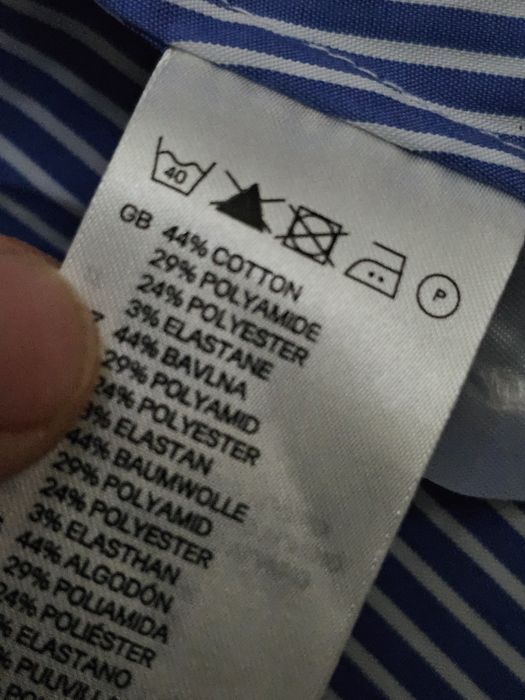 40
P
GB 44% COTTON
29% POLYAMIDE
24% POLYESTER
3% ELASTANE
44% BAVLNA
29% POLYAMID
24% POLYESTER
3% ELASTAN
44% BAUMWOLLE
29% POLYAMID
24% POLYESTER
3% ELASTHAN
44% ALGODÓN
29% POLIAMIDA
24% POLIÉSTER
% ELASTANO
% PUUVILL